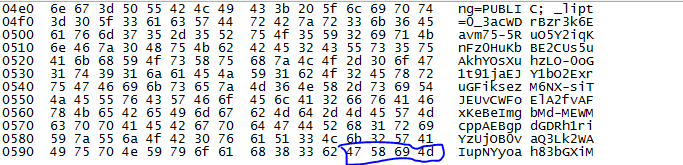 04e0 6e 67 3d 50 55 42 4c 49 43 3b 20 5f 6c 69 70 74 ng=PUBLI C; _lipt
04f0 3d 30 5f 33 61 63 57 44 72 42 7a 72 33 6b 36 45 =0_3acWD rBzr3k6E
0500 61 76 6d 37 35 2d 35 52 75 4f 35 59 32 69 71 4b avm75-5R uO5Y2iqK
0510 6e 46 7a 30 48 75 4b 62 42 45 32 43 55 73 35 75 nFz0HuKb BE2CUs5u
0520 41 6b 68 59 4f 73 58 75 68 7a 4c 4f 2d 30 6f 47 AkhYOsXu hzLO-0oG
0530 31 74 39 31 6a 61 45 4a 59 31 62 6f 32 45 78 72 1t91jaEJ Y1bo2Exr
0540 75 47 46 69 6b 73 65 7a 4d 36 4e 58 2d 73 69 54 uGFiksez M6NX-siT
0550 4a 45 55 76 43 57 46 6f 45 6c 41 32 66 76 41 46 JEUvCWFo ElA2fvAF
0560 78 4b 65 42 65 49 6d 67 62 4d 64 2d 4d 45 57 4d xKeBeImg bMd-MEWM
0570 63 70 70 41 45 42 67 70 64 47 44 52 68 31 72 69 cppAEBgp dGDRh1ri
0580 59 7a 55 6a 4f 42 30 76 61 51 33 4c 6b 32 57 41 YzUjOB0v aQ3Lk2WA
0590 49 75 70 4e 59 79 6f 61 68 38 33 62 47 58 69 4d IupNYyoa h83bGXiM